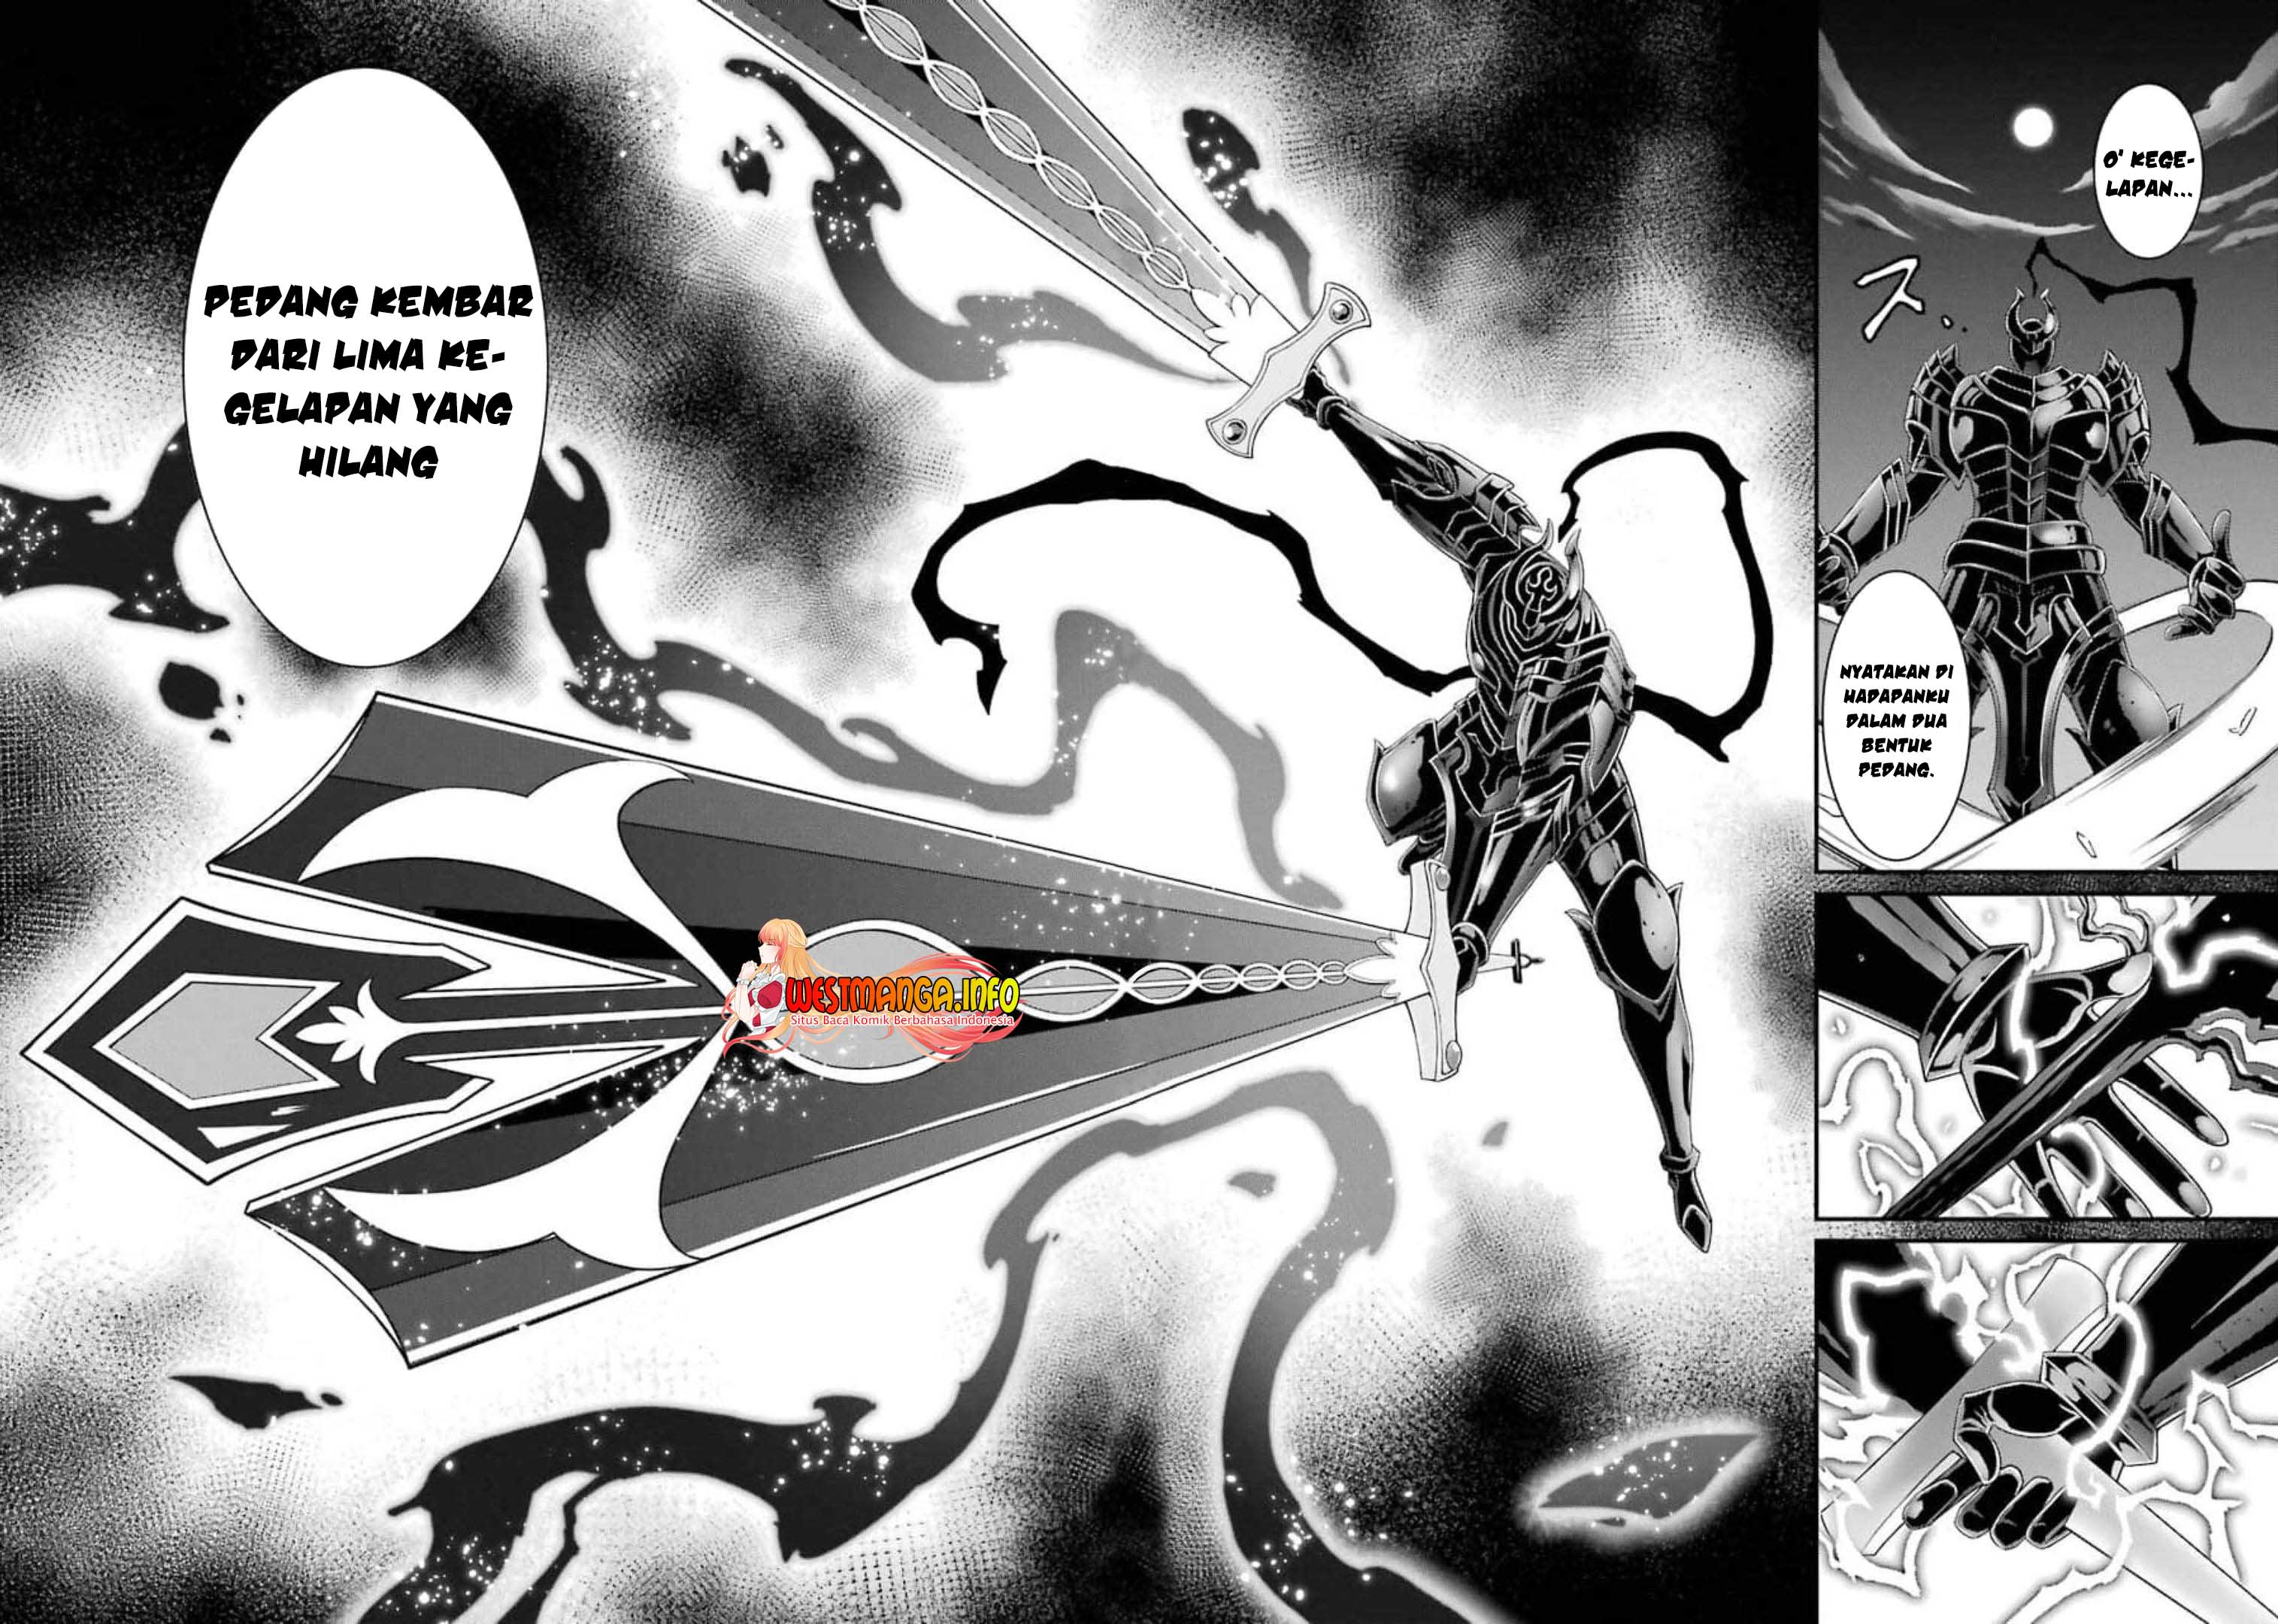 O' KEGE-
LAPAN...
ス..
NYATAKAN DI
HADAPANKU
DALAM DUA
BENTUK
PEDANG.
PEDANG KEMBAR
DARI LIMA KE-
GELAPAN YANG
HILANG
WESTMANGA.INFO
Situs Baca Komik Berbahasa Indonesia